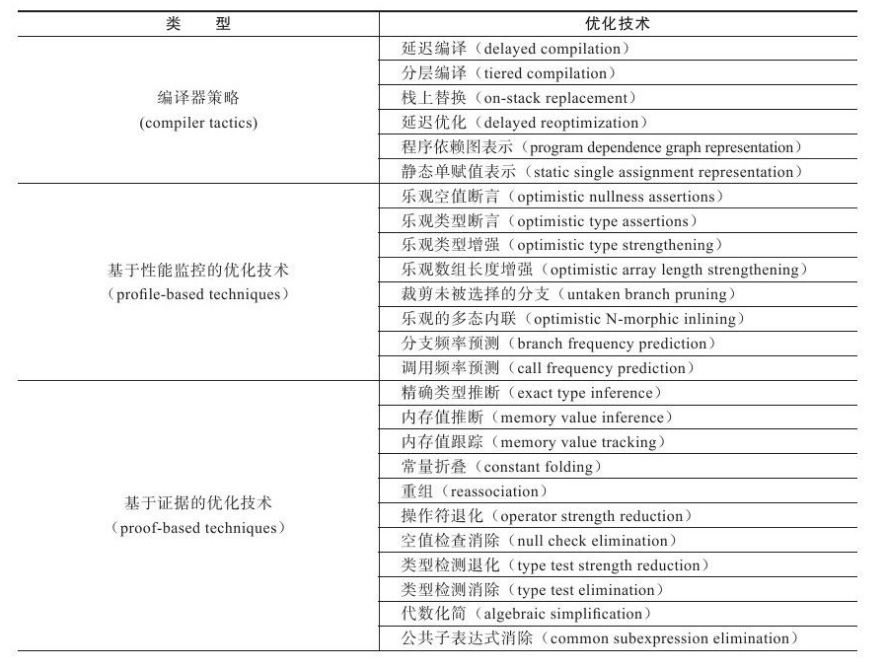 类 型 优化技术
编译器策略
(compiler tactics)
延迟编译（delayed compilation）
分层编译（tiered compilation）
栈上替换（on-stack replacement）
延迟优化（delayed reoptimization）
程序依赖图表示（program dependence graph representation）
静态单赋值表示（static single assignment representation）
基于性能监控的优化技术
（profile-based techniques）
乐观空值断言（optimistic nullness assertions）
乐观类型断言（optimistic type assertions）
乐观类型增强（optimistic type strengthening）
乐观数组长度增强（optimistic array length strengthening）
裁剪未被选择的分支（untaken branch pruning）
乐观的多态内联（optimistic N-morphic inlining）
分支频率预测（branch frequency prediction）
调用频率预测（call frequency prediction）
基于证据的优化技术
（proof-based techniques）
精确类型推断（exact type inference）
内存值推断（memory value inference）
内存值跟踪（memory value tracking）
常量折叠（constant folding）
重组（reassociation）
操作符退化（operator strength reduction）
空值检查消除（null check elimination）
类型检测退化（type test strength reduction）
类型检测消除（type test elimination）
代数化简（algebraic simplification）
公共子表达式消除（common subexpression elimination）